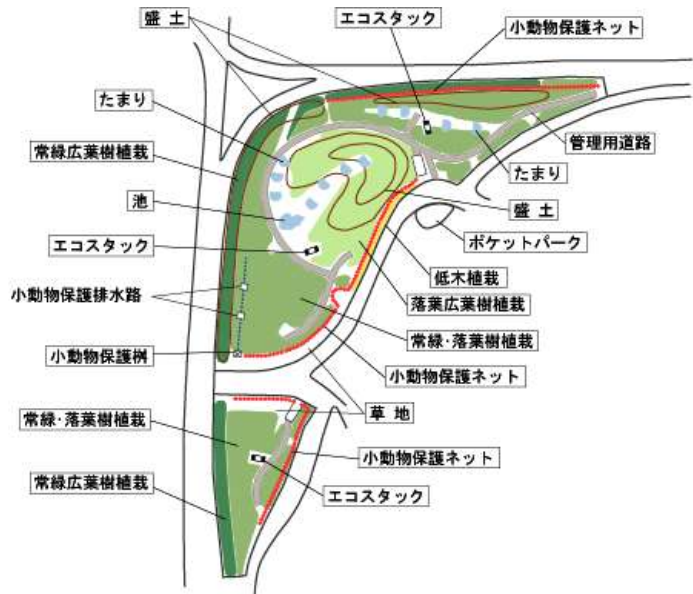 盛 土
エコスタック
小動物保護ネット
たまり
常緑広葉樹植栽
管理用道路
たまり
池
盛 土
ポケットパーク
エコスタック
低木植栽
小動物保護排水路
落葉広葉樹植栽
常緑･落葉樹植栽
小動物保護桝
小動物保護ネット
草 地
常緑･落葉樹植栽
小動物保護ネット
常緑広葉樹植栽
エコスタック